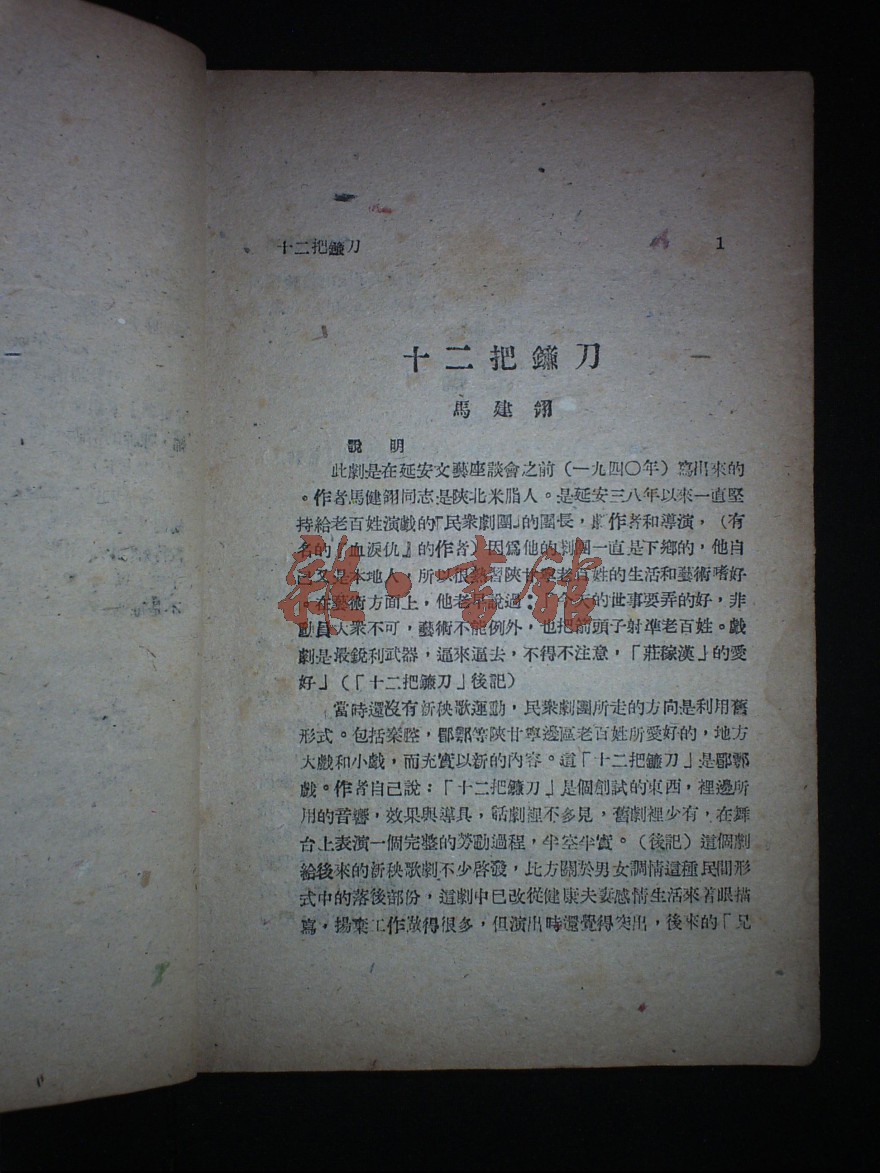 十二把鐮刀
1
十二把鐮刀
馬建翎
說明
此劇是在延安文藝座談會之前（一九四〇年）寫出來的
。作者馬健翎同志是陝北米脂人。是延安三八年以來一直堅
持給老百姓演戲的「民衆劇團」的團長，劇作者和導演，（有
名的「血淚仇』的作者）因爲他的劇團一直是下鄉的，他自
己又是本地人，所以很熟習陝甘寧老百姓的生活和藝術嗜好
。在藝術方面上，他老早說過：的世事要弄的好，非
動員大衆不可，藝術不能例外，也把箭頭子射準老百姓。戲
劇是最銳利武器，逼來逼去，不得不注意，「莊稼漢」的愛
好」（「十二把鐮刀」後記）
當時還沒有新秧歌運動，民衆劇團所走的方向是利用舊
形式。包括秦腔，郿鄠等陝甘寧邊區老百姓所愛好的，地方
大戲和小戲，而充實以新的內容。這「十二把鐮刀」是郿鄠
戲。作者自己說：「十二把鐮刀」是個創試的東西，裡邊所
用的音響，效果與導具，話劇裡不多見，舊劇裡少有，在舞
台上表演一個完整的勞動過程，半空半實。（後記）這個劇
給後來的新秧歌劇不少啓發，比方關於男女調情這種民間形
式中的落後部份，這劇中已改從健康夫妻感情生活來着眼描
寫，揚棄工作做得很多，但演出時還覺得突出，後來的「兄
雜·書館